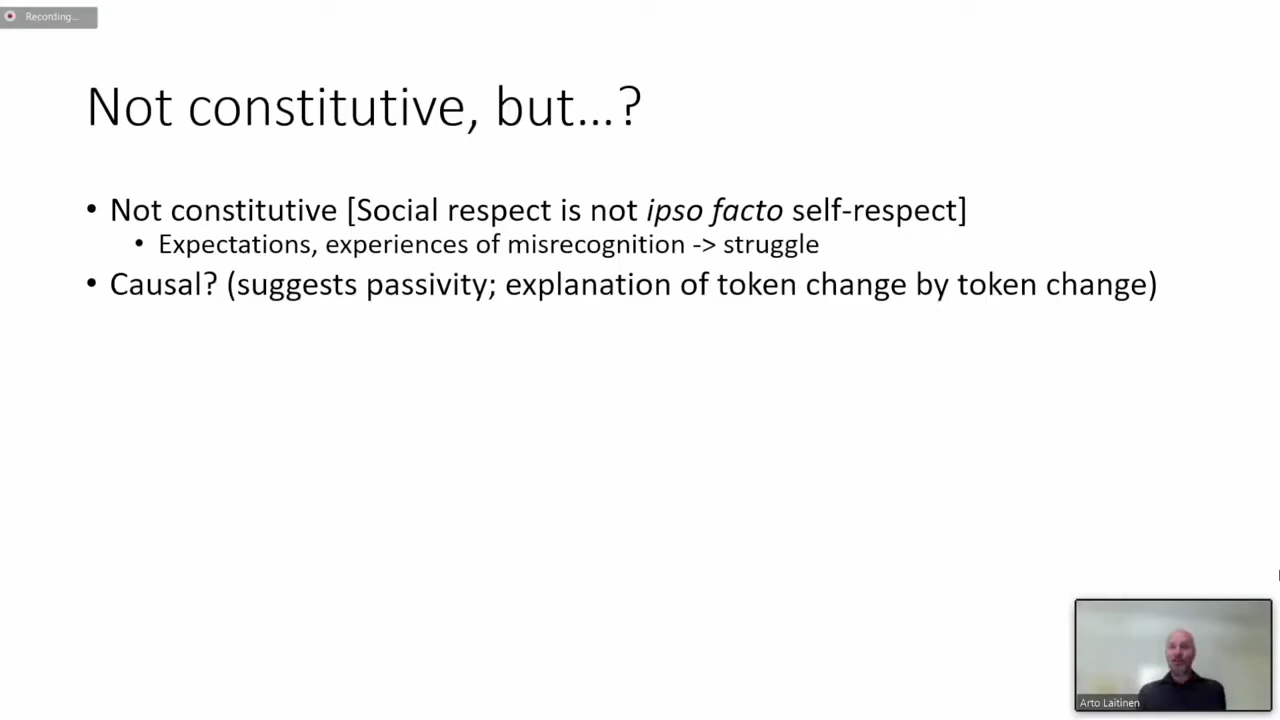 Recording...
Not constitutive, but...?
• Not constitutive [Social respect is not ipso facto self-respect]
• Expectations, experiences of misrecognition -> struggle
• Causal? (suggests passivity; explanation of token change by token change)
Arto Laitinen